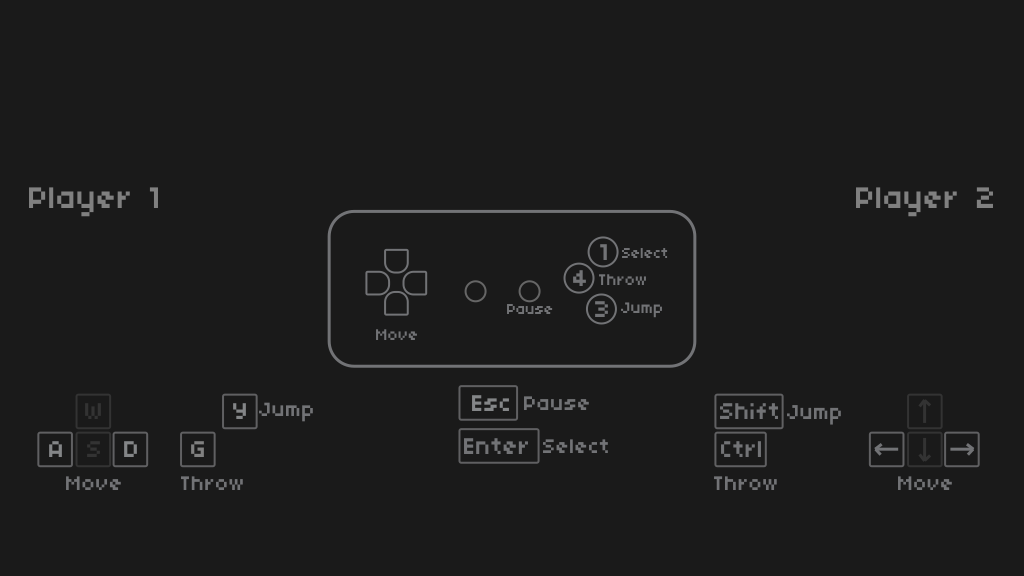 Player 1
Player 2
1 Select
4 Throw
Pause
3 Jump
Move
W
A S D
Move
Y Jump
G
Throw
Esc Pause
Enter Select
Shift Jump
Ctrl
Throw
↑
← ↓ →
Move